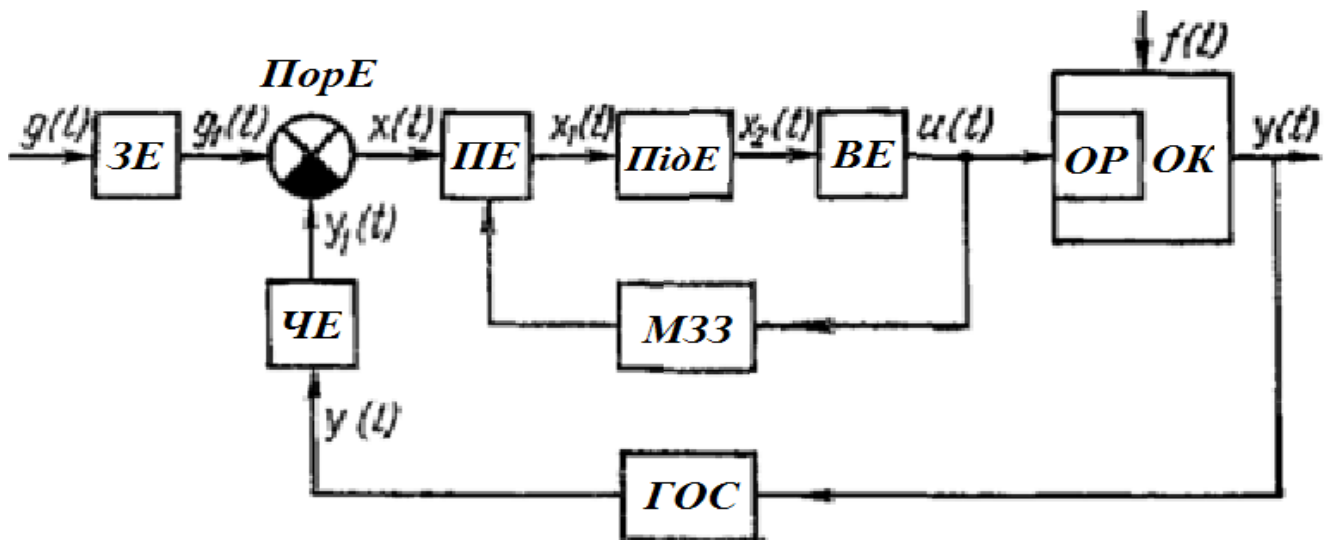 f(t)
ПорЕ
g(t) ЗЕ g₁(t) x(t) ПЕ x₁(t) ПідЕ x₂(t) ВЕ u(t) ОР ОК y(t)
y₁(t)
ЧЕ МЗЗ
y(t)
ГОС